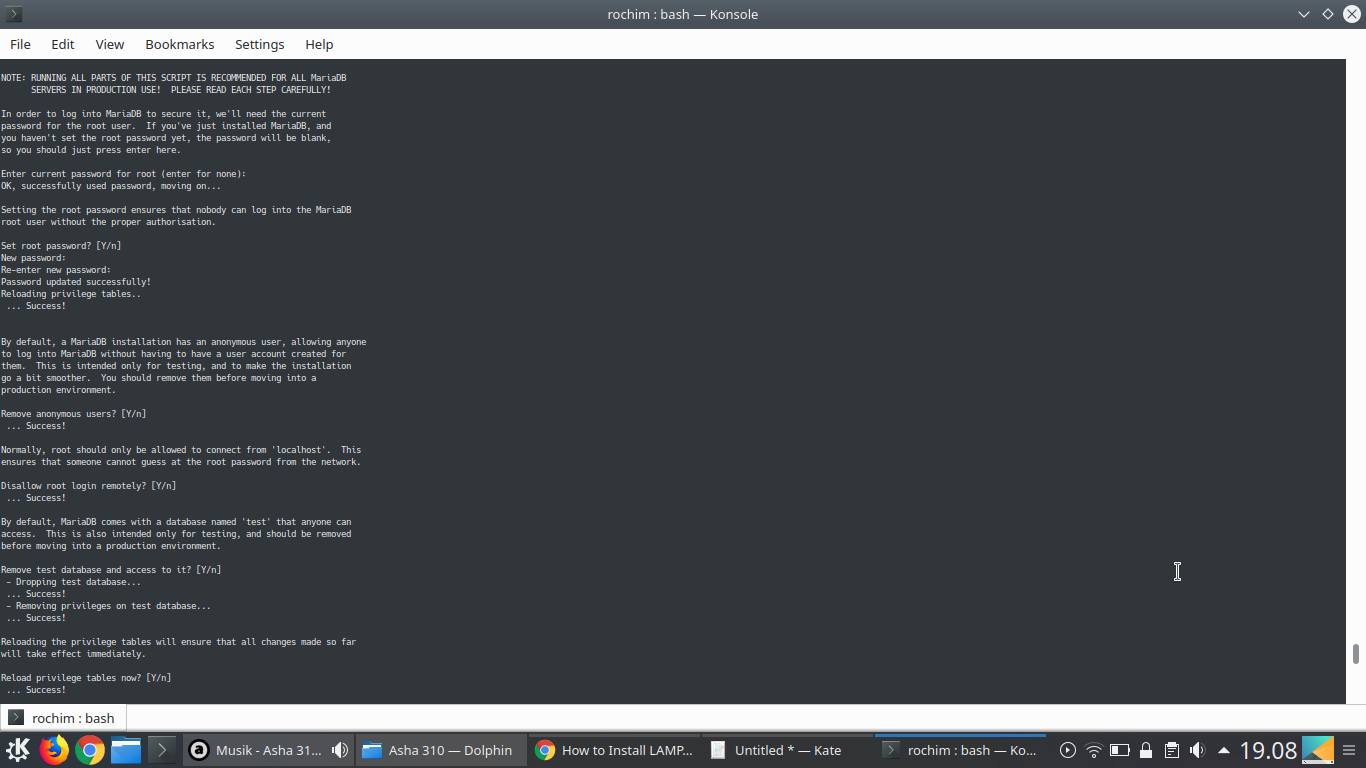 rochim : bash — Konsole
File Edit View Bookmarks Settings Help
NOTE: RUNNING ALL PARTS OF THIS SCRIPT IS RECOMMENDED FOR ALL MariaDB
SERVERS IN PRODUCTION USE!  PLEASE READ EACH STEP CAREFULLY!
In order to log into MariaDB to secure it, we'll need the current
password for the root user.  If you've just installed MariaDB, and
you haven't set the root password yet, the password will be blank,
so you should just press enter here.
Enter current password for root (enter for none):
OK, successfully used password, moving on...
Setting the root password ensures that nobody can log into the MariaDB
root user without the proper authorisation.
Set root password? [Y/n]
New password:
Re-enter new password:
Password updated successfully!
Reloading privilege tables..
... Success!
By default, a MariaDB installation has an anonymous user, allowing anyone
to log into MariaDB without having to have a user account created for
them.  This is intended only for testing, and to make the installation
go a bit smoother.  You should remove them before moving into a
production environment.
Remove anonymous users? [Y/n]
... Success!
Normally, root should only be allowed to connect from 'localhost'.  This
ensures that someone cannot guess at the root password from the network.
Disallow root login remotely? [Y/n]
... Success!
By default, MariaDB comes with a database named 'test' that anyone can
access.  This is also intended only for testing, and should be removed
before moving into a production environment.
Remove test database and access to it? [Y/n]
- Dropping test database...
... Success!
- Removing privileges on test database...
... Success!
Reloading the privilege tables will ensure that all changes made so far
will take effect immediately.
Reload privilege tables now? [Y/n]
... Success!
rochim : bash
Musik - Asha 31... Asha 310 — Dolphin How to Install LAMP... Untitled * — Kate rochim : bash — Ko... 19.08